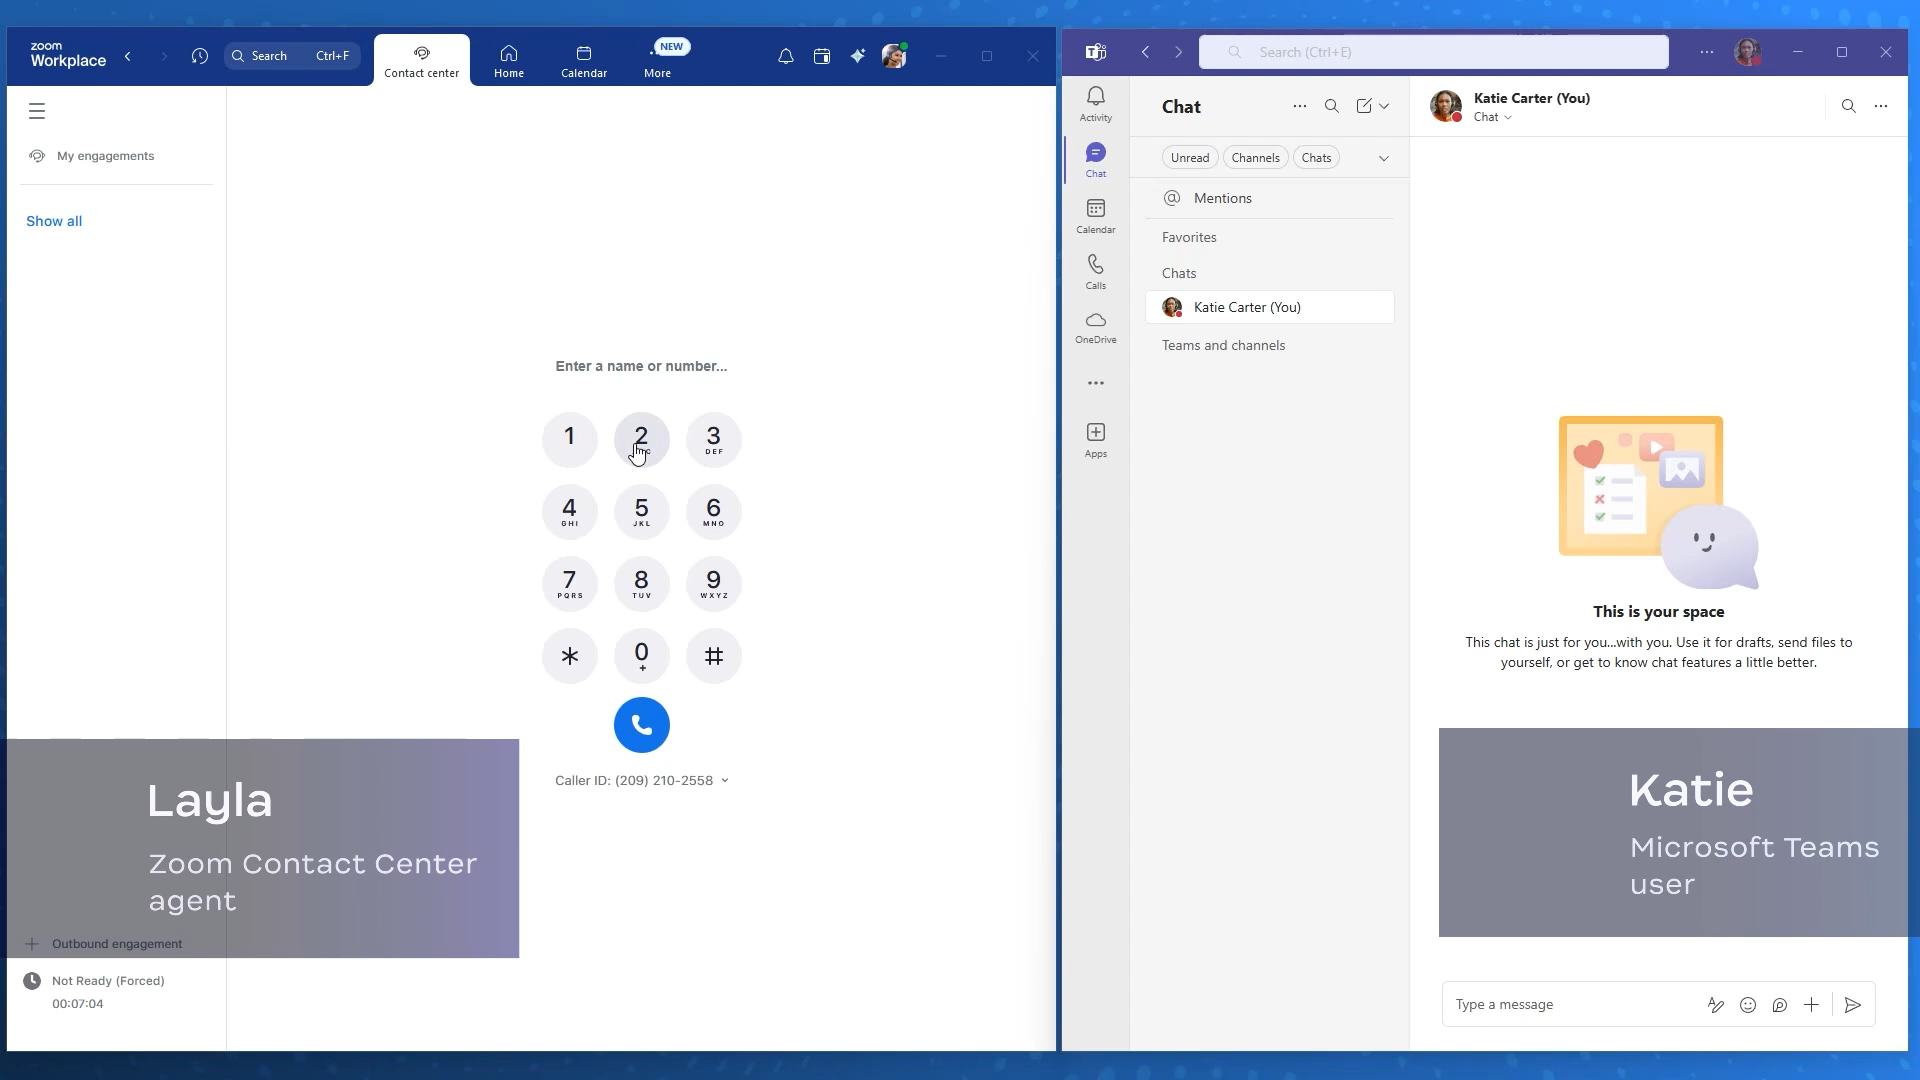 zoom
Workplace
Search Ctrl+F
Contact center
Home
Calendar
NEW
More
My engagements
Show all
Enter a name or number...
1
2
3
DEF
4
GHI
5
JKL
6
MNO
7
PQRS
8
TUV
9
WXYZ
*
0
+
#
Caller ID: (209) 210-2558
Layla
Zoom Contact Center
agent
Outbound engagement
Not Ready (Forced)
00:07:04
Search (Ctrl+E)
Activity
Chat
Calendar
Calls
OneDrive
Apps
Chat
Unread Channels Chats
@ Mentions
Favorites
Chats
Katie Carter (You)
Teams and channels
Katie Carter (You)
Chat
This is your space
This chat is just for you...with you. Use it for drafts, send files to
yourself, or get to know chat features a little better.
Katie
Microsoft Teams
user
Type a message